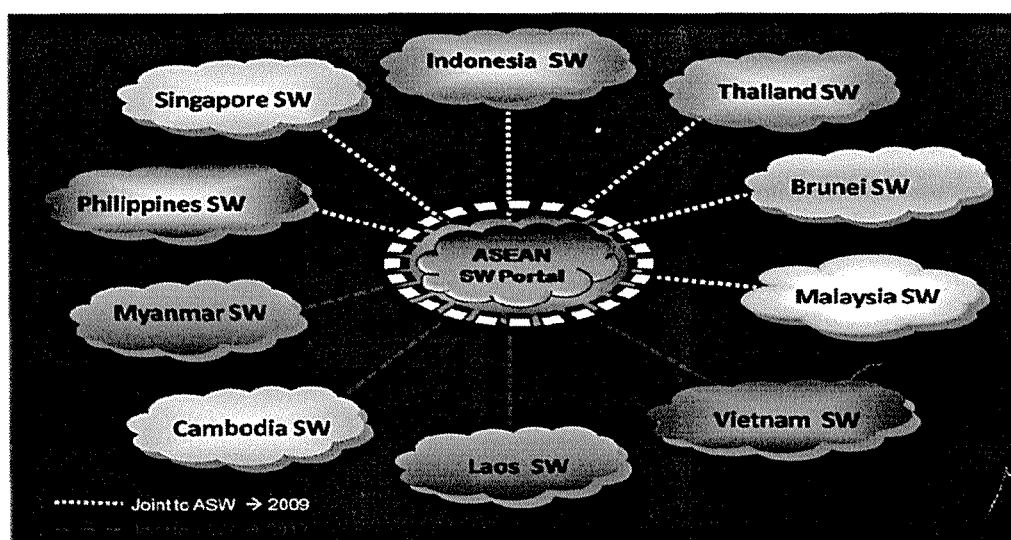 Indonesia SW
Singapore SW
Thailand SW
Philippines SW
Brunei SW
ASEAN
SW Portal
Myanmar SW
Malaysia SW
Cambodia SW
Laos SW
Vietnam SW
Joint to ASW → 2009